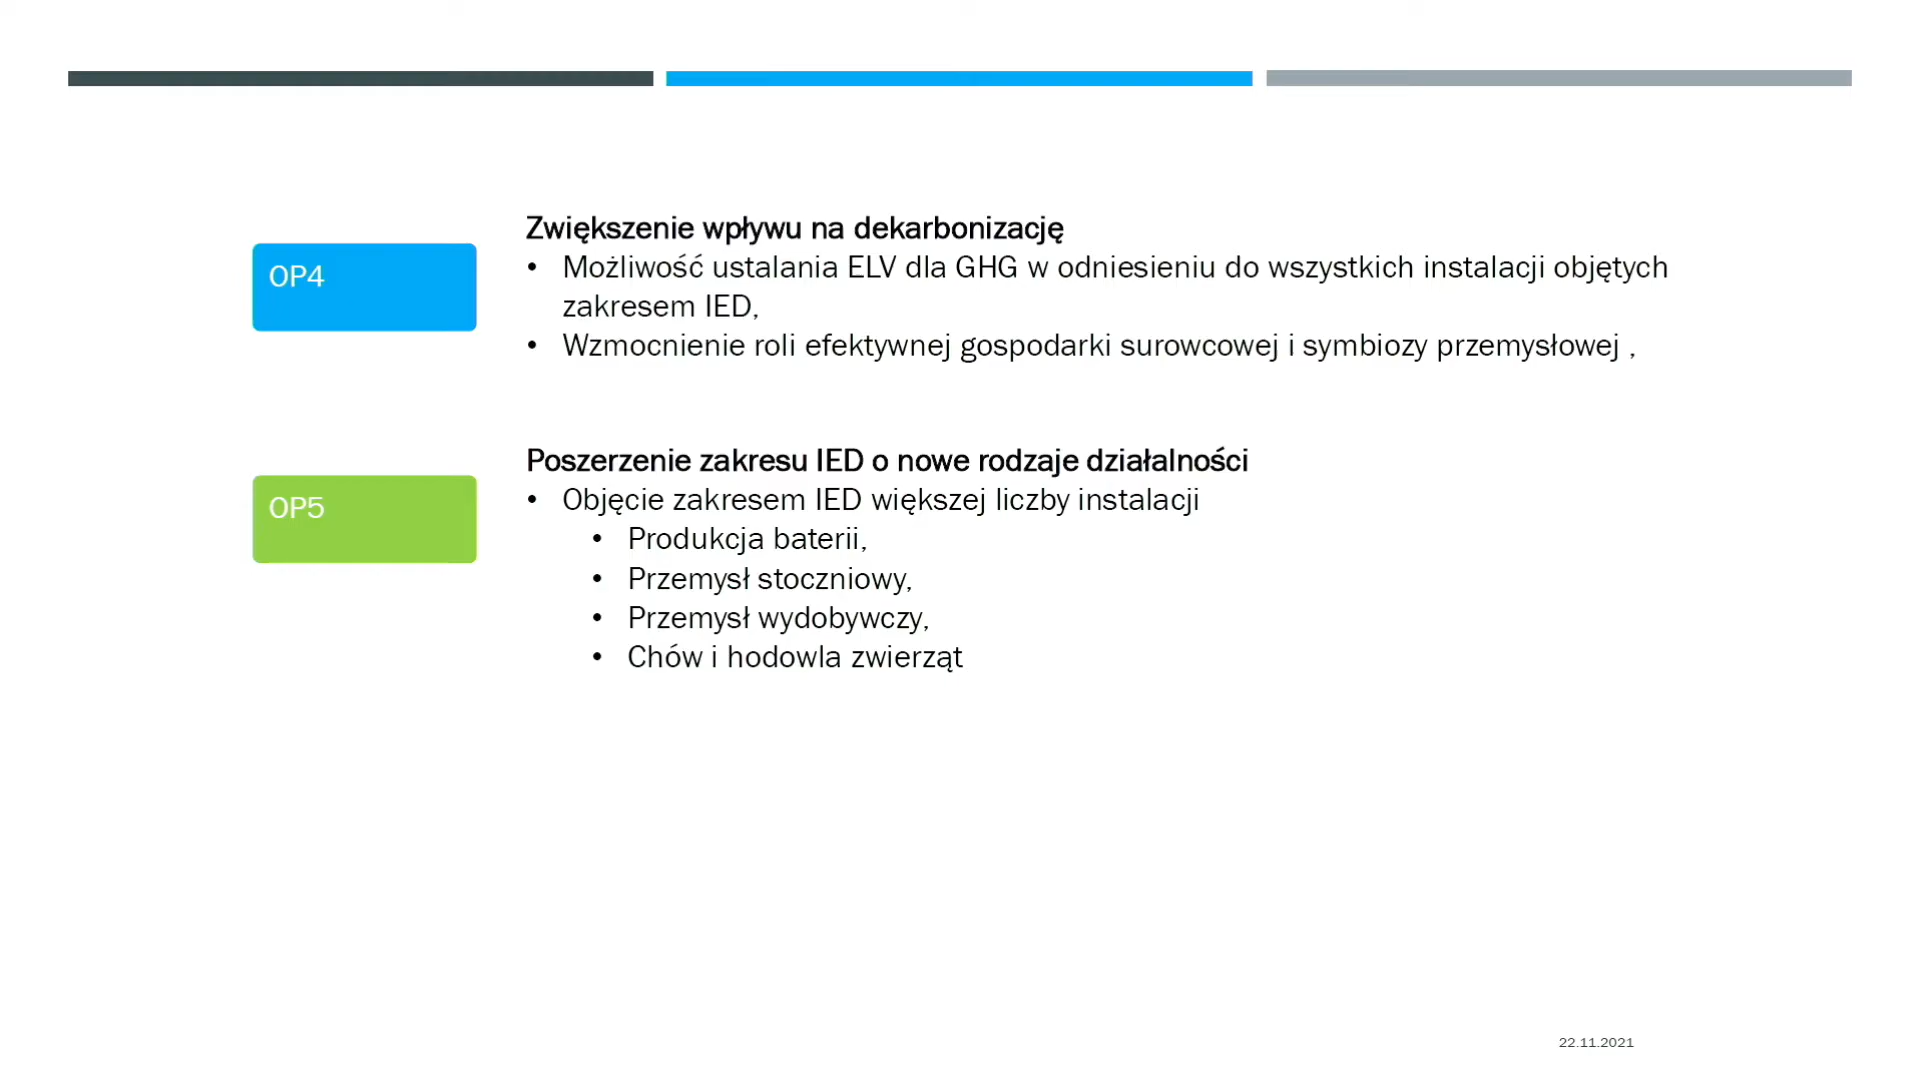 OP4
Zwiększenie wpływu na dekarbonizację
• Możliwość ustalania ELV dla GHG w odniesieniu do wszystkich instalacji objętych
zakresem IED,
• Wzmocnienie roli efektywnej gospodarki surowcowej i symbiozy przemysłowej ,
OP5
Poszerzenie zakresu IED o nowe rodzaje działalności
• Objęcie zakresem IED większej liczby instalacji
• Produkcja baterii,
• Przemysł stoczniowy,
• Przemysł wydobywczy,
• Chów i hodowla zwierząt
22.11.2021